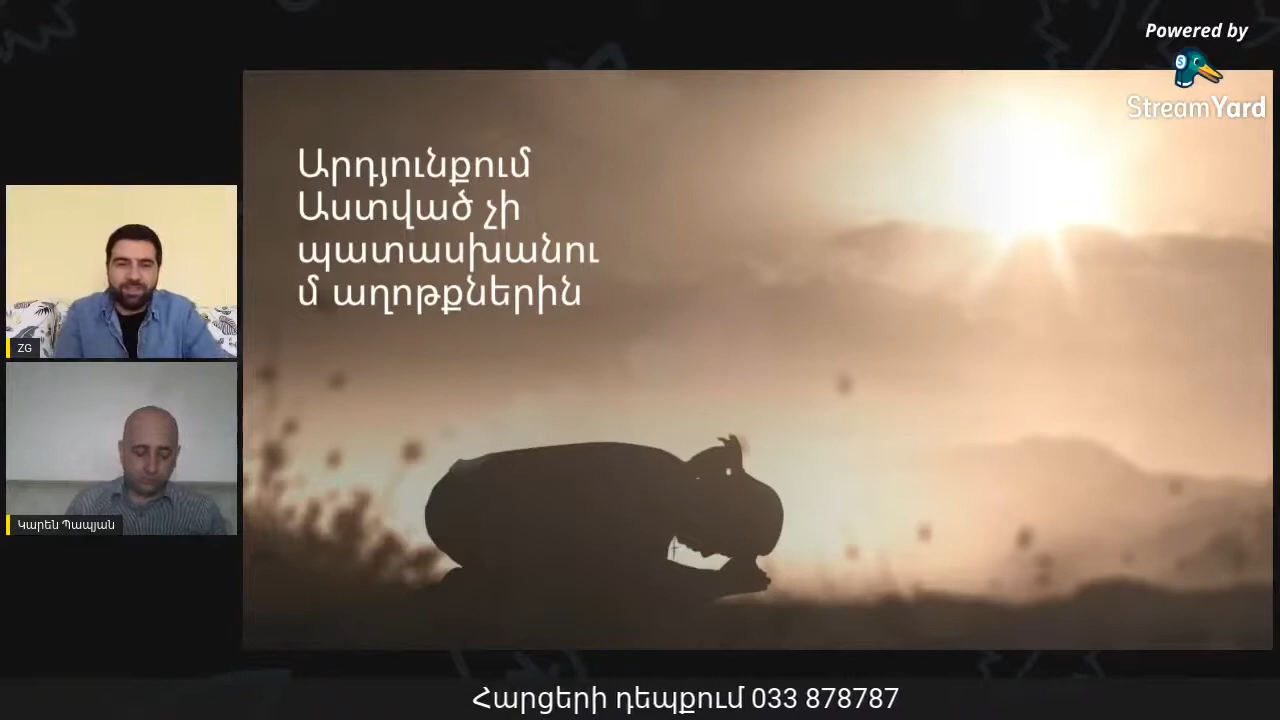 Powered by
StreamYard
Արդյունքում
Աստված չի
պատասխանու
մ աղոթքներին
ZG
Կարեն Պապյան
Հարցերի դեպքում 033 878787